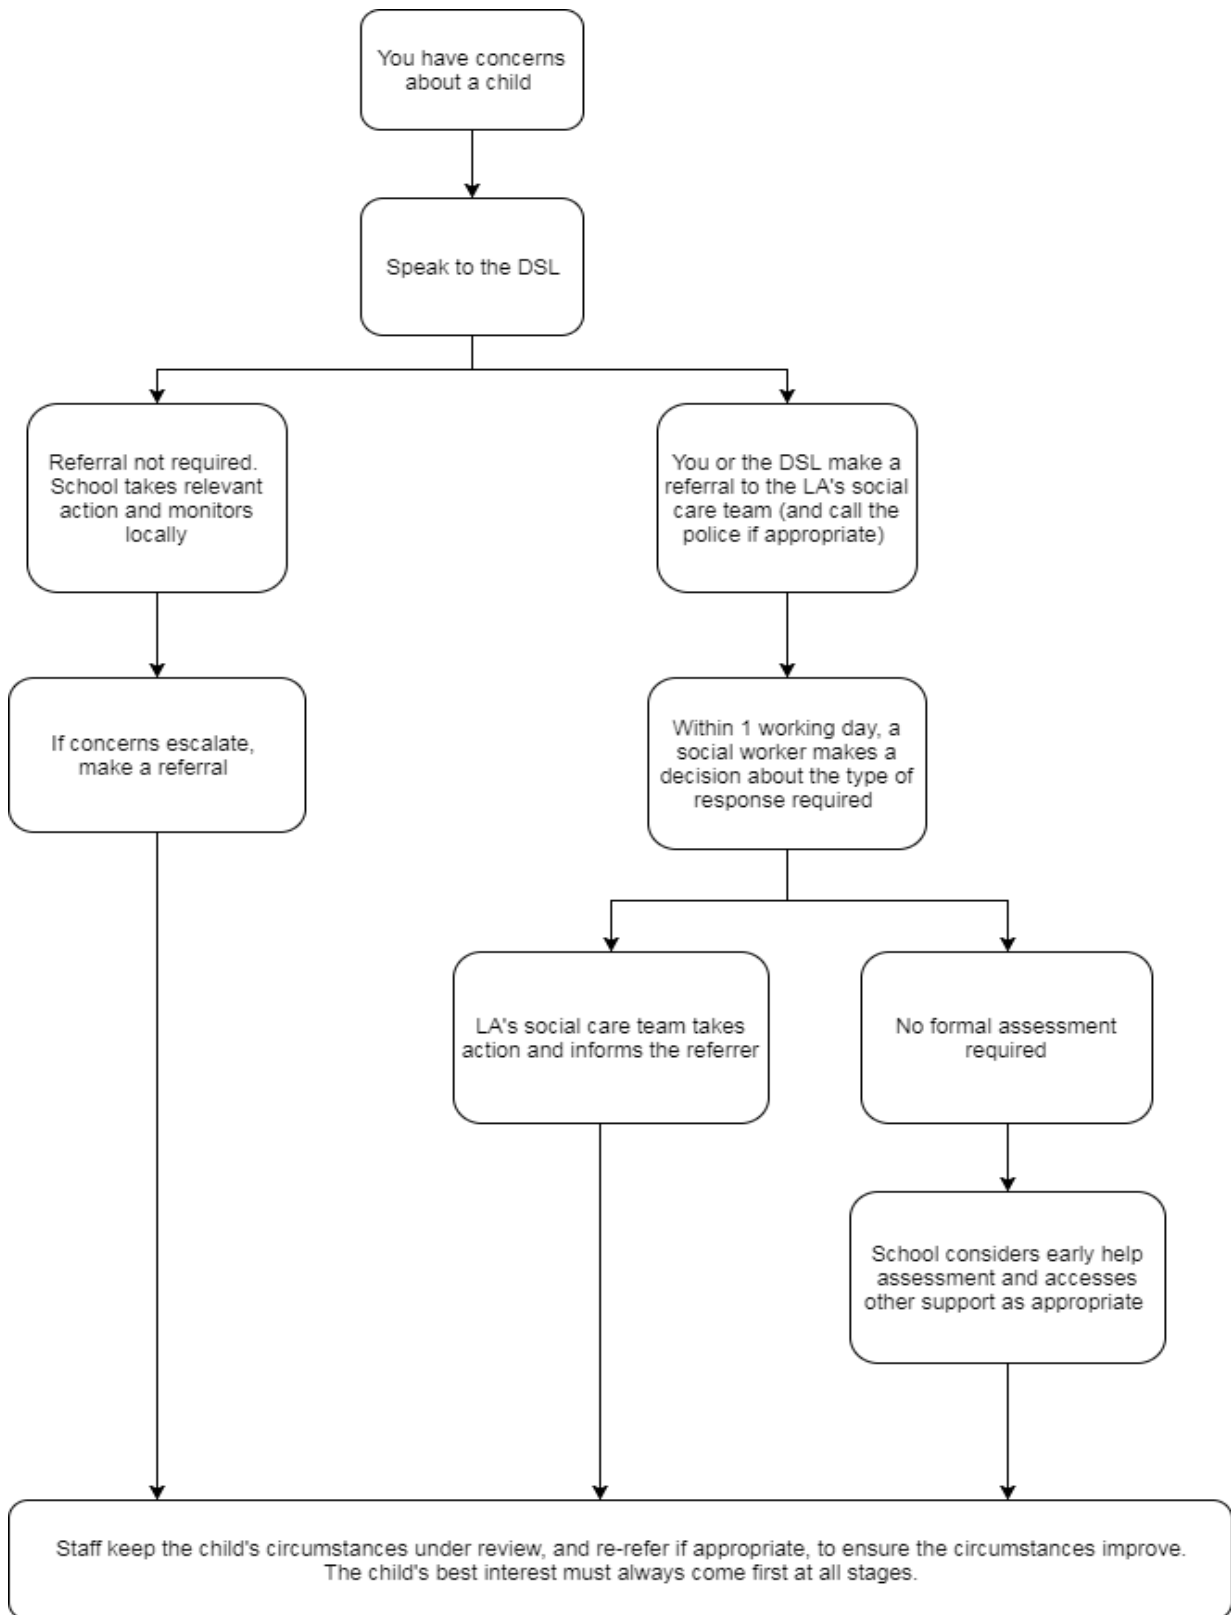 You have concerns
about a child
Speak to the DSL
Referral not required.
School takes relevant
action and monitors
locally
You or the DSL make a
referral to the LA's social
care team (and call the
police if appropriate)
If concerns escalate,
make a referral
Within 1 working day, a
social worker makes a
decision about the type of
response required
LA's social care team takes
action and informs the referrer
No formal assessment
required
School considers early help
assessment and accesses
other support as appropriate
Staff keep the child's circumstances under review, and re-refer if appropriate, to ensure the circumstances improve.
The child's best interest must always come first at all stages.